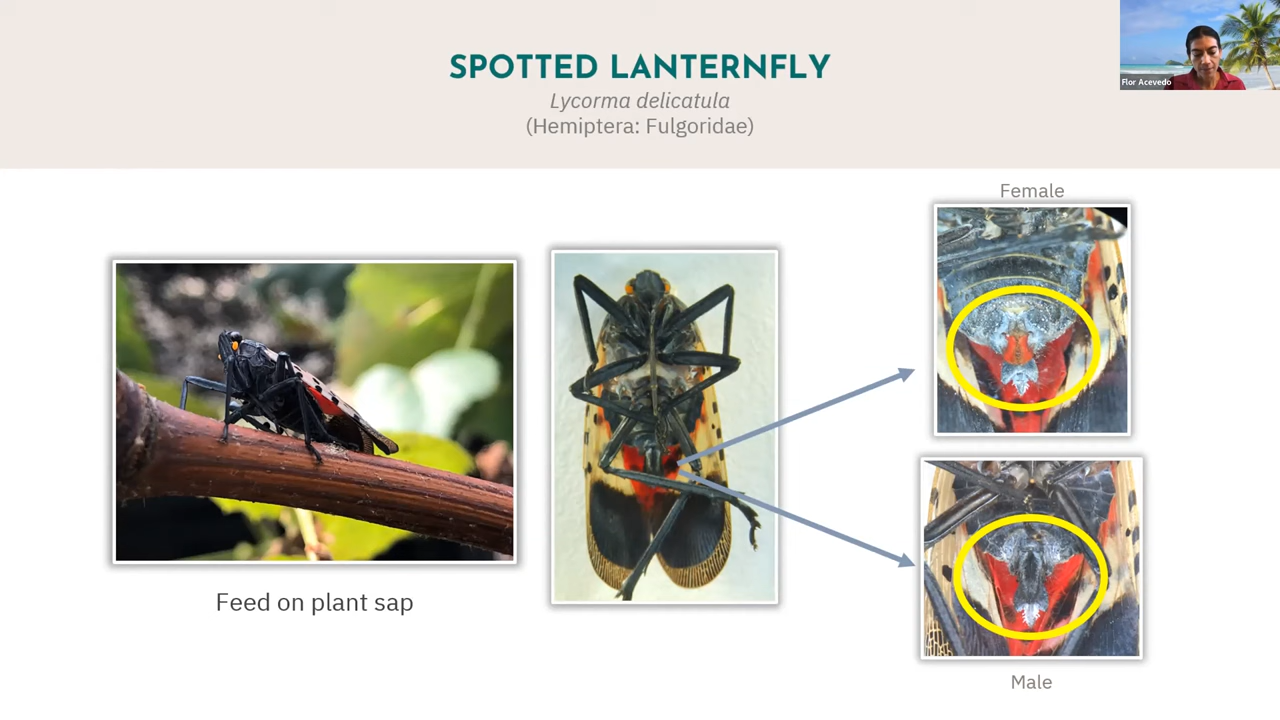 SPOTTED LANTERNFLY
Lycorma delicatula
(Hemiptera: Fulgoridae)
Flor Acevedo
Female
Feed on plant sap
Male